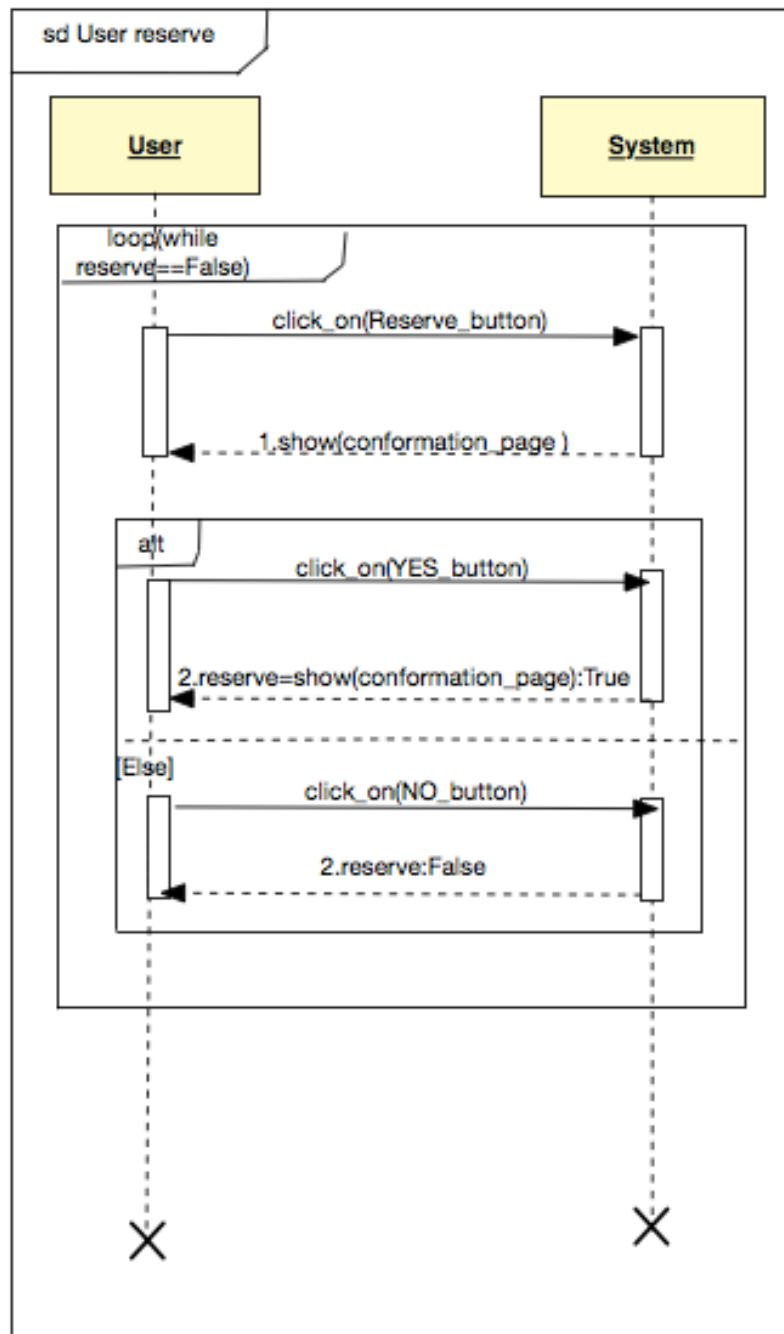 sd User reserve
User
System
loop(while
reserve==False)
click_on(Reserve_button)
1.show(conformation_page )
alt
click_on(YES_button)
2.reserve=show(conformation_page):True
[Else]
click_on(NO_button)
2.reserve:False